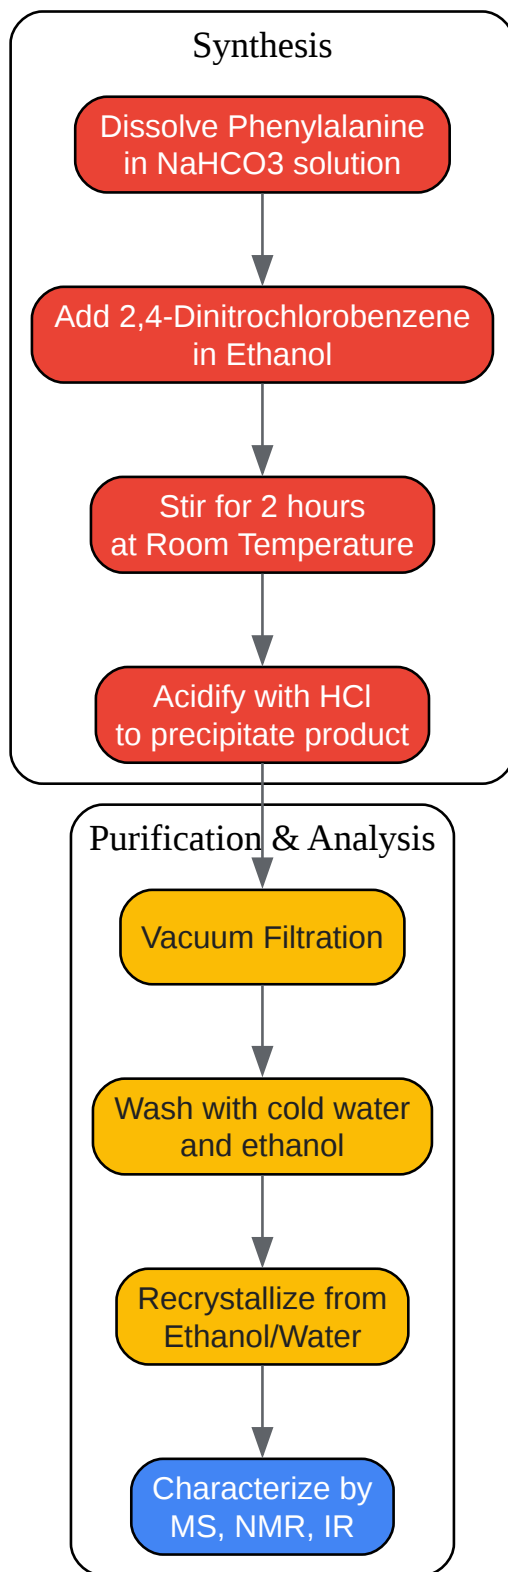 Synthesis
Dissolve Phenylalanine
in NaHCO3 solution
Add 2,4-Dinitrochlorobenzene
in Ethanol
Stir for 2 hours
at Room Temperature
Acidify with HCl
to precipitate product
Purification & Analysis
Vacuum Filtration
Wash with cold water
and ethanol
Recrystallize from
Ethanol/Water
Characterize by
MS, NMR, IR